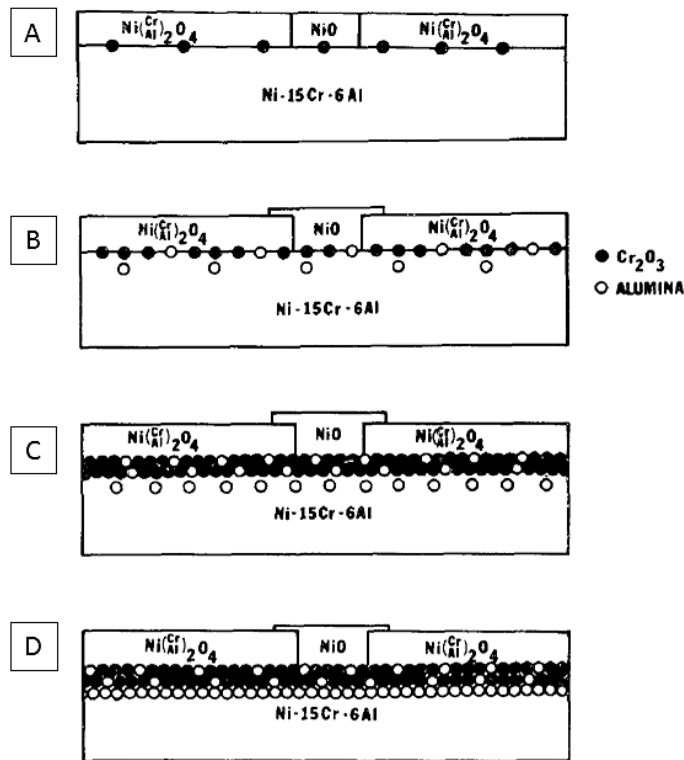 A
Ni(Cr Al)2O4 NiO Ni(Cr Al)2O4
Ni-15Cr-6Al
B
Ni(Cr Al)2O4 NiO Ni(Cr Al)2O4
Cr2O3
ALUMINA
Ni-15Cr-6Al
C
Ni(Cr Al)2O4 NiO Ni(Cr Al)2O4
Ni-15Cr-6Al
D
Ni(Cr Al)2O4 NiO Ni(Cr Al)2O4
Ni-15Cr-6Al